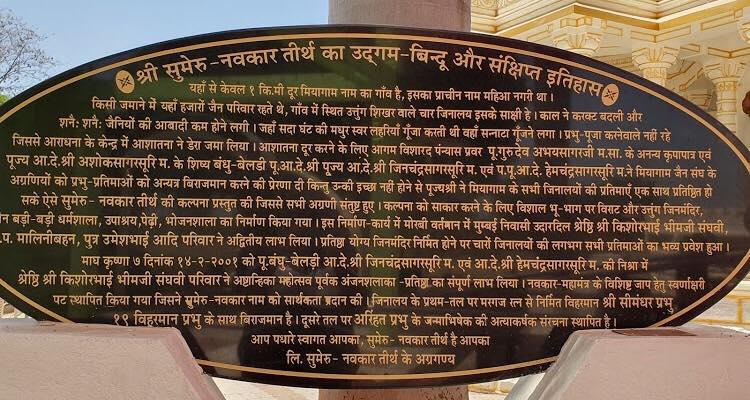 श्री सुमेरु-नवकार तीर्थ का उद्गम-बिन्दू और संक्षिप्त इतिहास
यहाँ से केवल १ कि.मी दूर मियागाम नाम का गाँव है, इसका प्राचीन नाम महिआ नगरी था।
किसी जमाने में यहाँ हजारों जैन परिवार रहते थे, गाँव में स्थित उत्तुंग शिखर वाले चार जिनालय इसके साक्षी है। काल ने करवट बदली और
शनै: शनै: जैनियों की आबादी कम होने लगी। जहाँ सदा घंट की मधुर स्वर लहरियाँ गूँजा करती थी वहाँ सन्नाटा गूँजने लगा। प्रभु-पूजा करनेवाले नहीं रहे
जिससे आराधना के केन्द्र में आशातना ने डेरा जमा लिया। आशातना दूर करने के लिए आगम विशारद पंन्यास प्रवर पू.गुरुदेव अभयसागरजी म.सा. के अनन्य कृपापात्र एवं
पूज्य आ.दे.श्री अशोकसागरसूरि म. के शिष्य बंधु-बेलडी पू.आ.दे.श्री पूज्य आ.दे.श्री जिनचंद्रसागरसूरि म. एवं प.पू.आ.दे. हेमचंद्रसागरसूरि म.ने मियागाम जैन संघ के
अग्रणियों को प्रभु-प्रतिमाओं को अन्यत्र बिराजमान करने की प्रेरणा दी किन्तु उनकी इच्छा नहीं होने से पूज्यश्री ने मियागाम के सभी जिनालयों की प्रतिमाएँ एक साथ प्रतिष्ठित हो
सके ऐसे सुमेरु- नवकार तीर्थ की कल्पना प्रस्तुत की जिससे सभी अग्रणी संतुष्ट हुए। कल्पना को साकार करने के लिए विशाल भू-भाग पर विराट और उत्तुंग जिनमंदिर,
बड़ी-बड़ी धर्मशाला, उपाश्रय, पेढ़ी, भोजनशाला का निर्माण किया गया। इस निर्माण-कार्य में मोरबी वर्तमान में मुम्बई निवासी उदारदिल श्रेष्ठि श्री किशोरभाई भीमजी संघवी,
प. मालिनीबहन, पुत्र उमेशभाई आदि परिवार ने अद्वितीय लाभ लिया। प्रतिष्ठा योग्य जिनमंदिर निर्मित होने पर चारों जिनालयों की लगभग सभी प्रतिमाओं का भव्य प्रवेश हुआ।
माघ कृष्णा ७ दिनांक १४-२-२००१ को पू.बंधु-बेलडी आ.दे.श्री जिनचंद्रसागरसूरि म. एवं आ.दे.श्री हेमचंद्रसागरसूरि म. की निश्रा में
श्रेष्ठि श्री किशोरभाई भीमजी संघवी परिवार ने अष्टान्हिका महोत्सव पूर्वक अंजनशलाका -प्रतिष्ठा का संपूर्ण लाभ लिया। नवकार-महामंत्र के विशिष्ट जाप हेतु स्वर्णाक्षरी
पट स्थापित किया गया जिसने सुमेरु-नवकार नाम को सार्थकता प्रदान की। जिनालय के प्रथम-तल पर मरगज रत्न से निर्मित विहरमान श्री सीमंधर प्रभु
११ विहरमान प्रभु के साथ बिराजमान है। दूसरे तल पर अरिहंत प्रभु के जन्माभिषेक की अत्याकर्षक संरचना स्थापित है।
आप पधारे स्वागत आपका, सुमेरु- नवकार तीर्थ है आपका
लि. सुमेरु- नवकार तीर्थ के अग्रगण्य